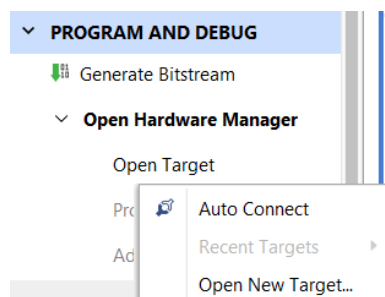 PROGRAM AND DEBUG
Generate Bitstream
Open Hardware Manager
Open Target
Auto Connect
Recent Targets
Open New Target...